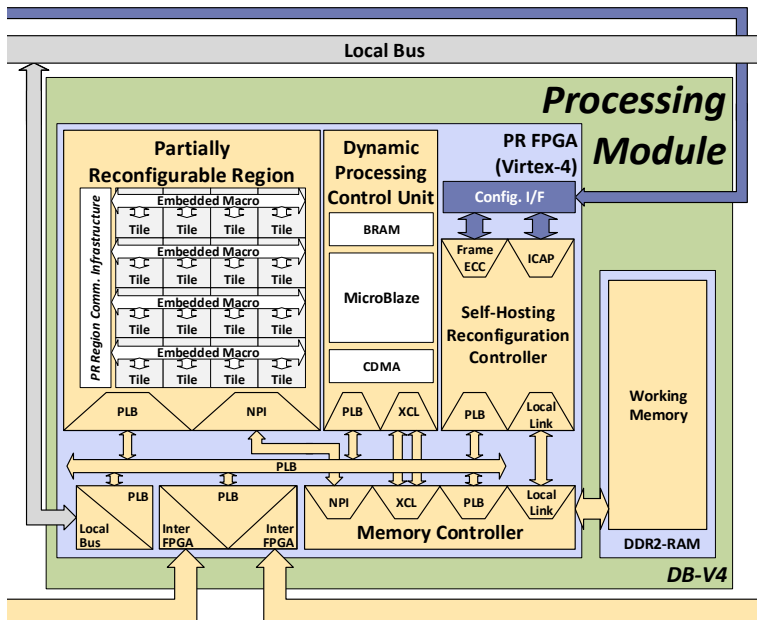 Local Bus
Processing
Module
PR FPGA
(Virtex-4)
Partially
Reconfigurable Region
PR Region Comm. Infrastructure
Embedded Macro
Tile Tile Tile Tile
Embedded Macro
Tile Tile Tile Tile
Embedded Macro
Tile Tile Tile Tile
Embedded Macro
Tile Tile Tile Tile
PLB
NPI
Dynamic
Processing
Control Unit
BRAM
MicroBlaze
CDMA
PLB
XCL
Config. I/F
Frame
ECC
ICAP
Self-Hosting
Reconfiguration
Controller
PLB
Local
Link
PLB
PLB
Local
Bus
PLB
Inter
FPGA
Inter
FPGA
NPI
XCL
PLB
Local
Link
Memory Controller
Working
Memory
DDR2-RAM
DB-V4